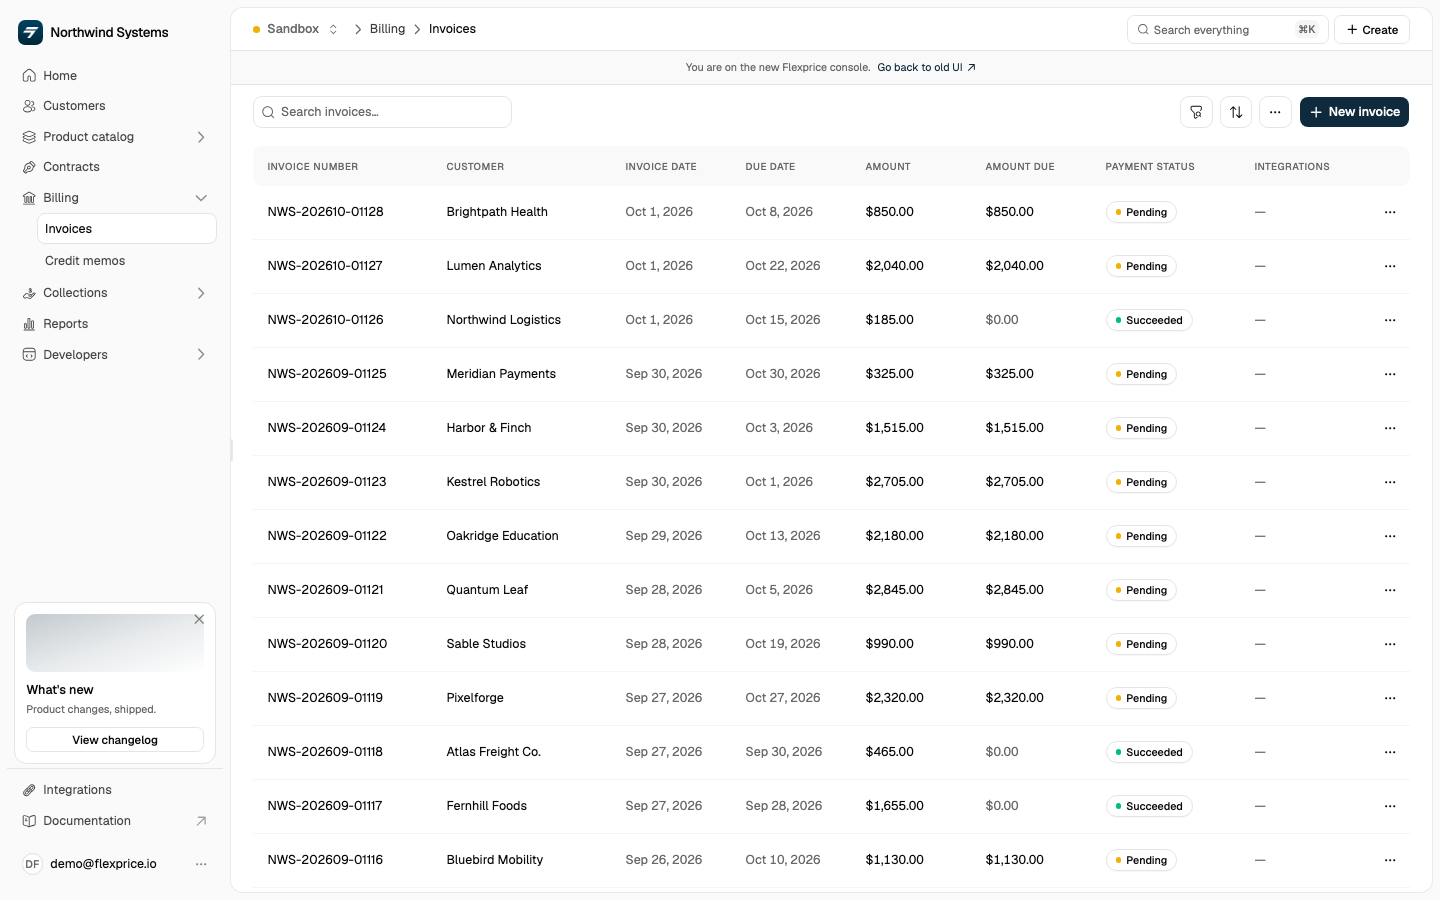 Northwind Systems
Home
Customers
Product catalog
Contracts
Billing
Invoices
Credit memos
Collections
Reports
Developers
What's new
Product changes, shipped.
View changelog
Integrations
Documentation
DF demo@flexprice.io
Sandbox Billing Invoices
Search everything ⌘K Create
You are on the new Flexprice console. Go back to old UI
Search invoices... New invoice
INVOICE NUMBER CUSTOMER INVOICE DATE DUE DATE AMOUNT AMOUNT DUE PAYMENT STATUS INTEGRATIONS
NWS-202610-01128 Brightpath Health Oct 1, 2026 Oct 8, 2026 $850.00 $850.00 Pending —
NWS-202610-01127 Lumen Analytics Oct 1, 2026 Oct 22, 2026 $2,040.00 $2,040.00 Pending —
NWS-202610-01126 Northwind Logistics Oct 1, 2026 Oct 15, 2026 $185.00 $0.00 Succeeded —
NWS-202609-01125 Meridian Payments Sep 30, 2026 Oct 30, 2026 $325.00 $325.00 Pending —
NWS-202609-01124 Harbor & Finch Sep 30, 2026 Oct 3, 2026 $1,515.00 $1,515.00 Pending —
NWS-202609-01123 Kestrel Robotics Sep 30, 2026 Oct 1, 2026 $2,705.00 $2,705.00 Pending —
NWS-202609-01122 Oakridge Education Sep 29, 2026 Oct 13, 2026 $2,180.00 $2,180.00 Pending —
NWS-202609-01121 Quantum Leaf Sep 28, 2026 Oct 5, 2026 $2,845.00 $2,845.00 Pending —
NWS-202609-01120 Sable Studios Sep 28, 2026 Oct 19, 2026 $990.00 $990.00 Pending —
NWS-202609-01119 Pixelforge Sep 27, 2026 Oct 27, 2026 $2,320.00 $2,320.00 Pending —
NWS-202609-01118 Atlas Freight Co. Sep 27, 2026 Sep 30, 2026 $465.00 $0.00 Succeeded —
NWS-202609-01117 Fernhill Foods Sep 27, 2026 Sep 28, 2026 $1,655.00 $0.00 Succeeded —
NWS-202609-01116 Bluebird Mobility Sep 26, 2026 Oct 10, 2026 $1,130.00 $1,130.00 Pending —